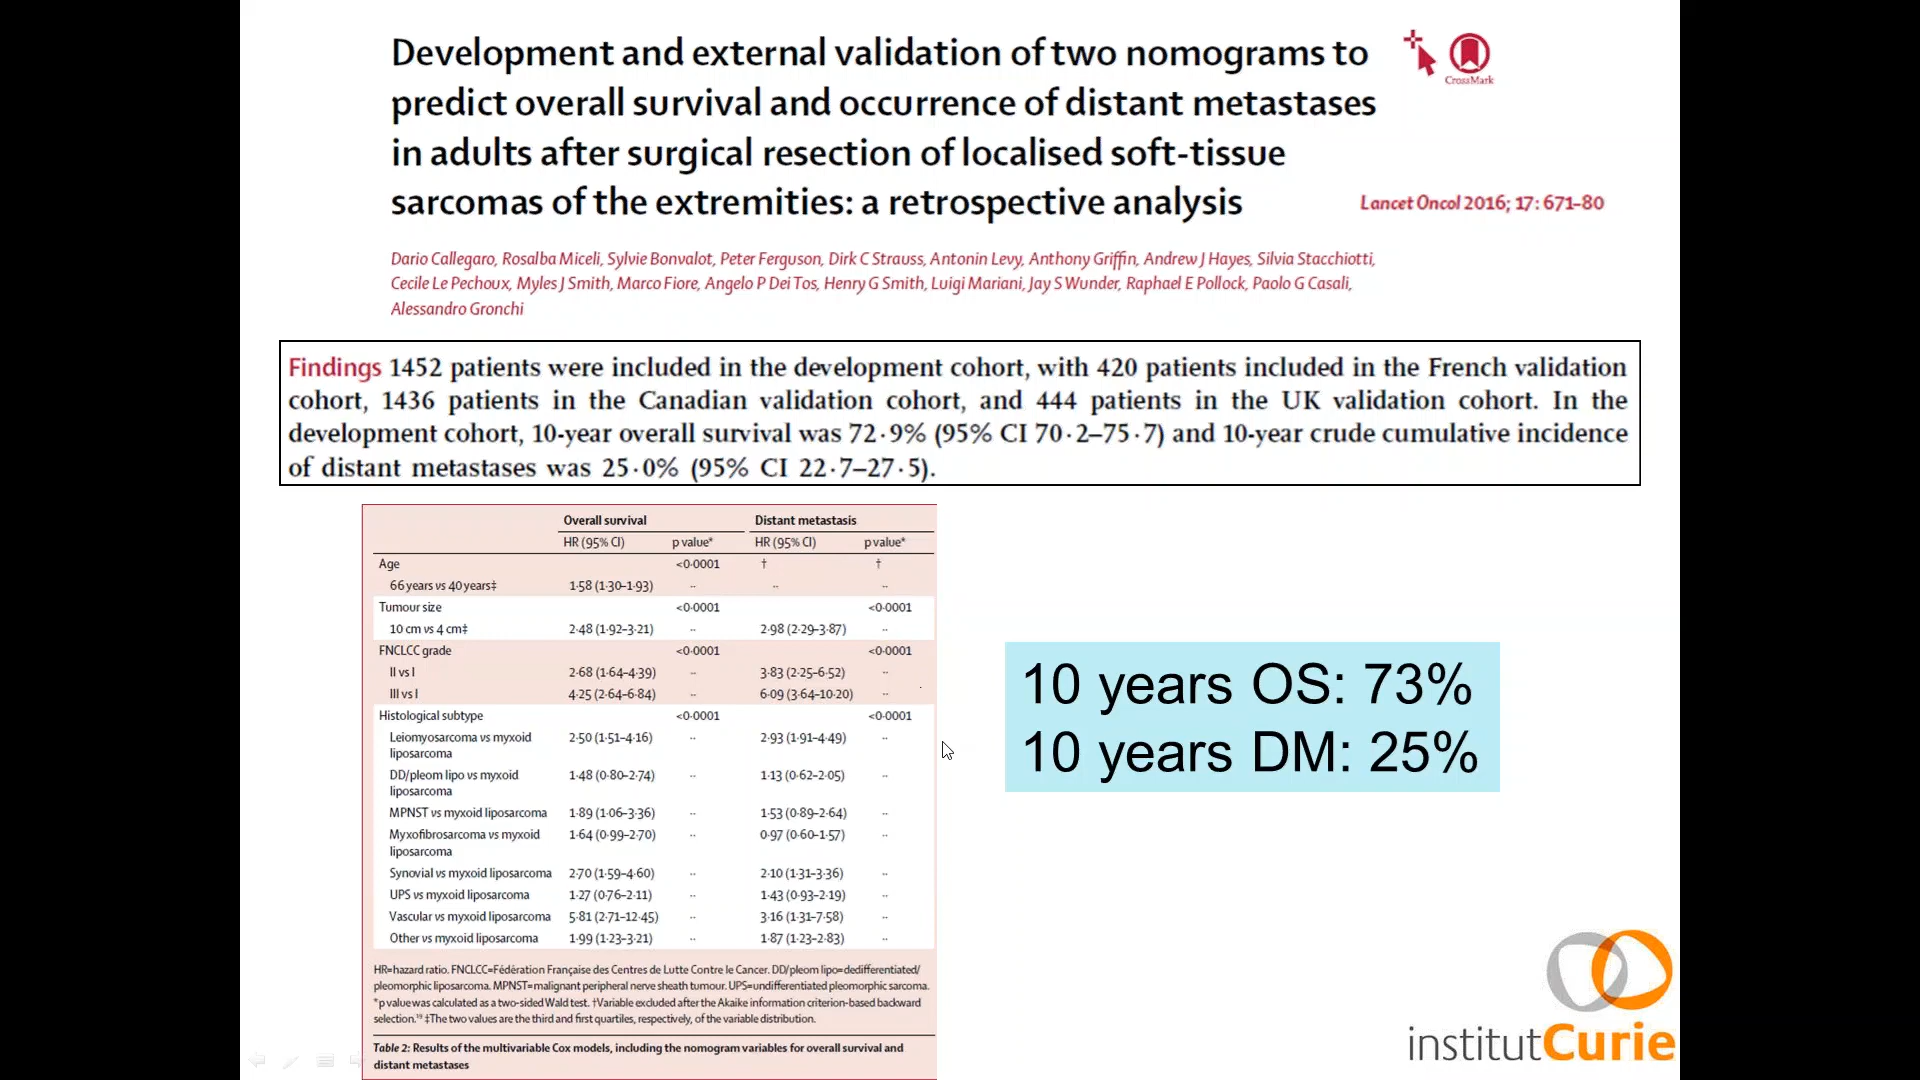 Development and external validation of two nomograms to
predict overall survival and occurrence of distant metastases
in adults after surgical resection of localised soft-tissue
sarcomas of the extremities: a retrospective analysis
CrossMark
Lancet Oncol 2016; 17: 671–80
Dario Callegaro, Rosalba Miceli, Sylvie Bonvalot, Peter Ferguson, Dirk C Strauss, Antonin Levy, Anthony Griffin, Andrew J Hayes, Silvia Stacchiotti,
Cecile Le Pechoux, Myles J Smith, Marco Fiore, Angelo P Dei Tos, Henry G Smith, Luigi Mariani, Jay S Wunder, Raphael E Pollock, Paolo G Casali,
Alessandro Gronchi
Findings 1452 patients were included in the development cohort, with 420 patients included in the French validation
cohort, 1436 patients in the Canadian validation cohort, and 444 patients in the UK validation cohort. In the
development cohort, 10-year overall survival was 72·9% (95% CI 70·2–75·7) and 10-year crude cumulative incidence
of distant metastases was 25·0% (95% CI 22·7–27·5).
Overall survival Distant metastasis
HR (95% CI) p value* HR (95% CI) p value*
Age <0·0001 † †
66 years vs 40 years‡ 1·58 (1·30–1·93) ·· ·· ··
Tumour size <0·0001 <0·0001
10 cm vs 4 cm‡ 2·48 (1·92–3·21) ·· 2·98 (2·29–3·87) ··
FNCLCC grade <0·0001 <0·0001
II vs I 2·68 (1·64–4·39) ·· 3·83 (2·25–6·52) ··
III vs I 4·25 (2·64–6·84) ·· 6·09 (3·64–10·20) ··
Histological subtype <0·0001 <0·0001
Leiomyosarcoma vs myxoid 2·50 (1·51–4·16) ·· 2·93 (1·91–4·49) ··
liposarcoma
DD/pleom lipo vs myxoid 1·48 (0·80–2·74) ·· 1·13 (0·62–2·05) ··
liposarcoma
MPNST vs myxoid liposarcoma 1·89 (1·06–3·36) ·· 1·53 (0·89–2·64) ··
Myxofibrosarcoma vs myxoid 1·64 (0·99–2·70) ·· 0·97 (0·60–1·57) ··
liposarcoma
Synovial vs myxoid liposarcoma 2·70 (1·59–4·60) ·· 2·10 (1·31–3·36) ··
UPS vs myxoid liposarcoma 1·27 (0·76–2·11) ·· 1·43 (0·93–2·19) ··
Vascular vs myxoid liposarcoma 5·81 (2·71–12·45) ·· 3·16 (1·31–7·58) ··
Other vs myxoid liposarcoma 1·99 (1·23–3·21) ·· 1·87 (1·23–2·83) ··
HR=hazard ratio. FNCLCC=Fédération Française des Centres de Lutte Contre le Cancer. DD/pleom lipo=dedifferentiated/
pleomorphic liposarcoma. MPNST=malignant peripheral nerve sheath tumour. UPS=undifferentiated pleomorphic sarcoma.
*p value was calculated as a two-sided Wald test. †Variable excluded after the Akaike information criterion-based backward
selection.¹⁹ ‡The two values are the third and first quartiles, respectively, of the variable distribution.
Table 2: Results of the multivariable Cox models, including the nomogram variables for overall survival and
distant metastases
10 years OS: 73%
10 years DM: 25%
institutCurie